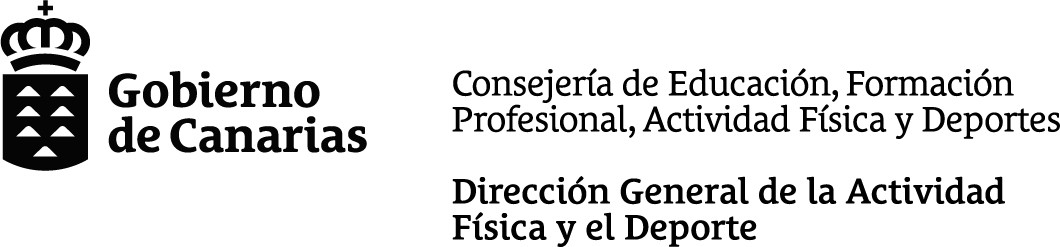 Gobierno
de Canarias
Consejería de Educación, Formación
Profesional, Actividad Física y Deportes
Dirección General de la Actividad
Física y el Deporte